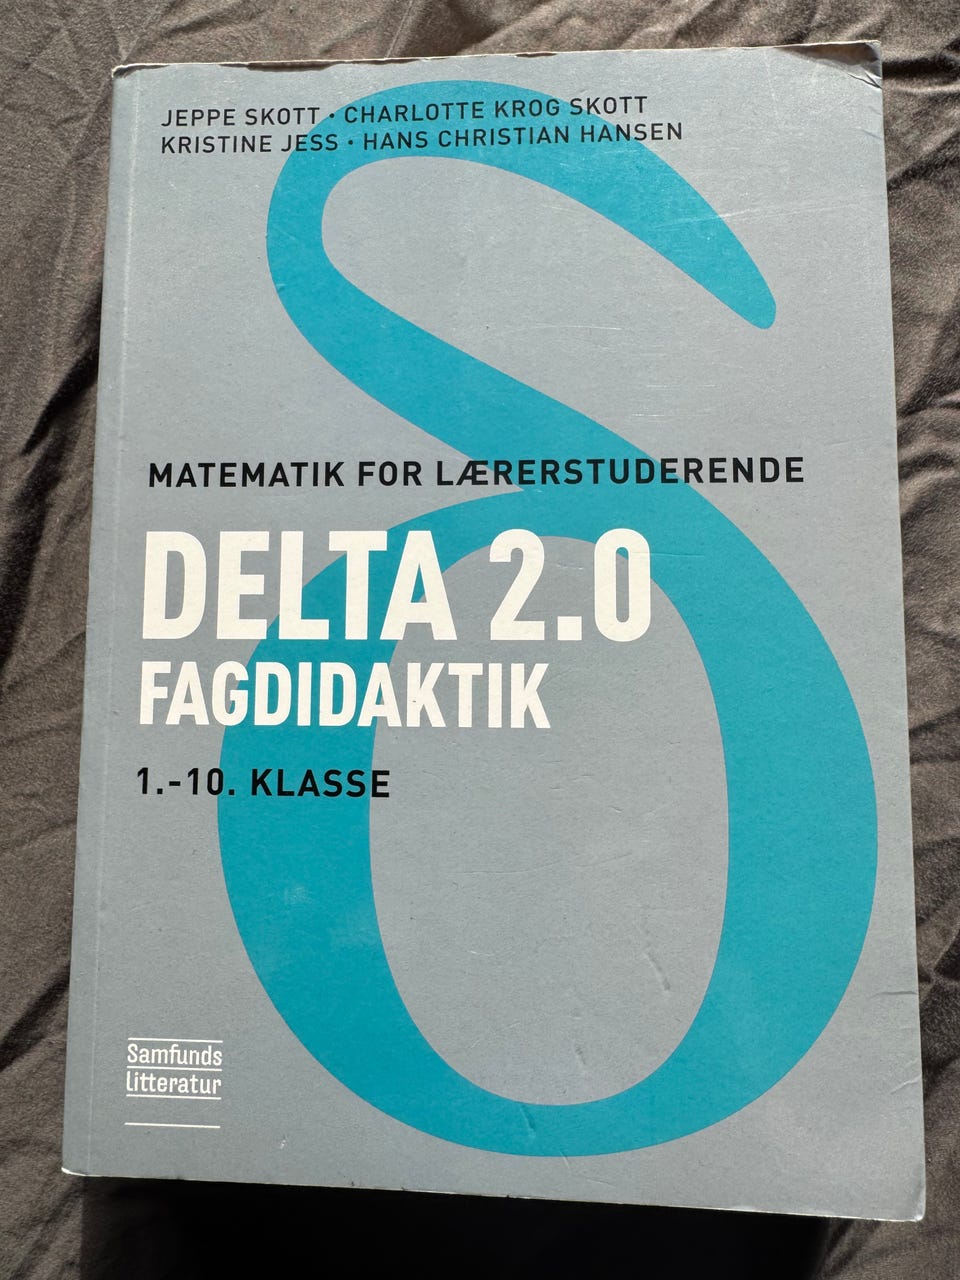 JEPPE SKOTT · CHARLOTTE KROG SKOTT
KRISTINE JESS · HANS CHRISTIAN HANSEN
MATEMATIK FOR LÆRERSTUDERENDE
DELTA 2.0
FAGDIDAKTIK
1.-10. KLASSE
Samfunds
litteratur